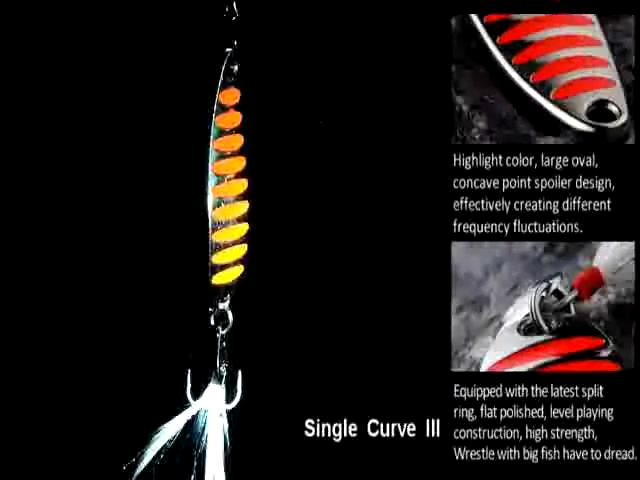 Highlight color, large oval,
concave point spoiler design,
effectively creating different
frequency fluctuations.
Single Curve III
Equipped with the latest split
ring, flat polished, level playing
construction, high strength,
Wrestle with big fish have to dread.